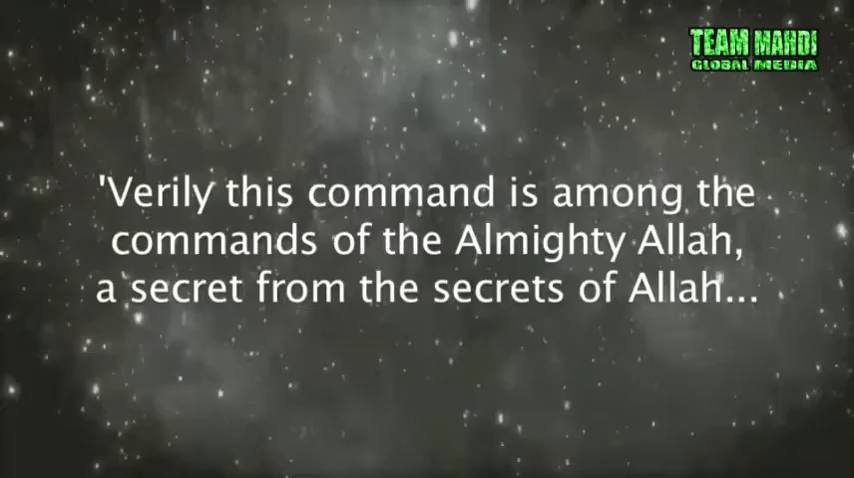 TEAM MAHDI
GLOBAL MEDIA
'Verily this command is among the
commands of the Almighty Allah,
a secret from the secrets of Allah...